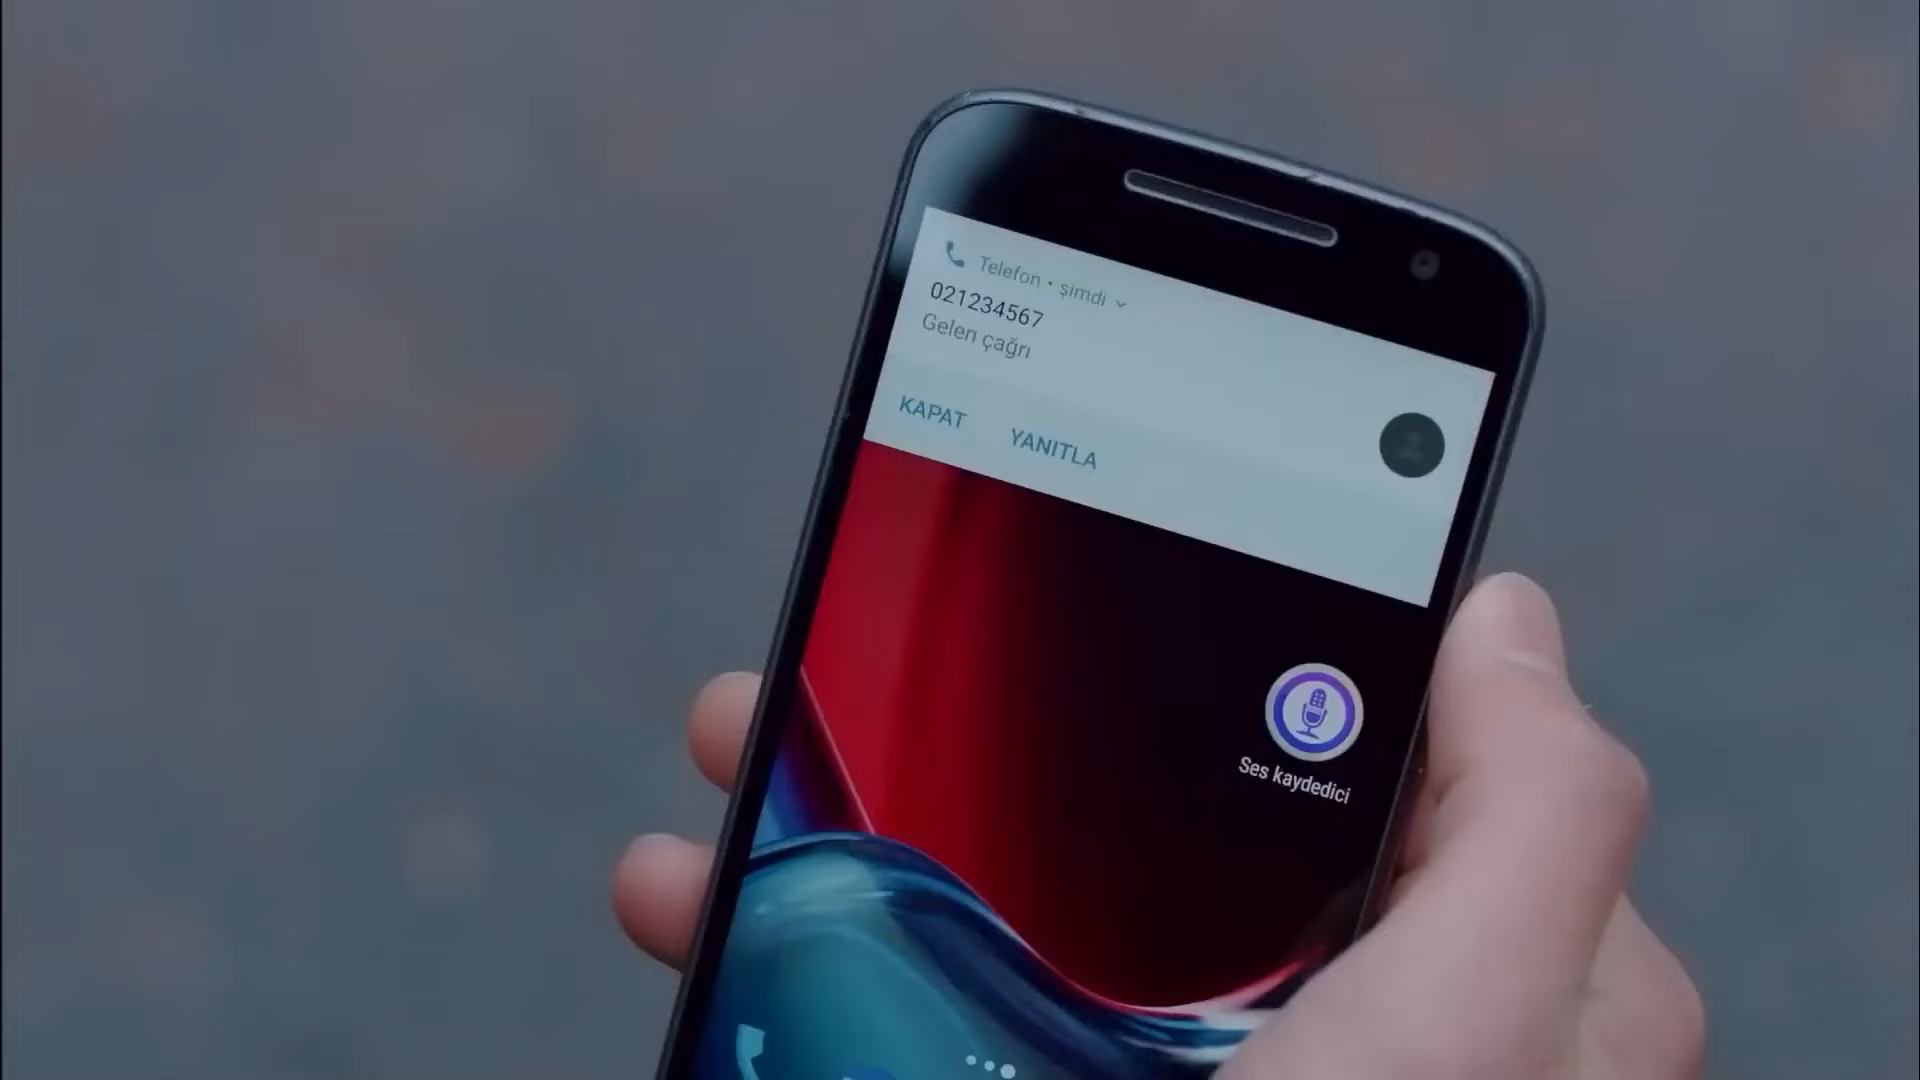 Telefon • şimdi
021234567
Gelen çağrı
KAPAT YANITLA
Ses kaydedici